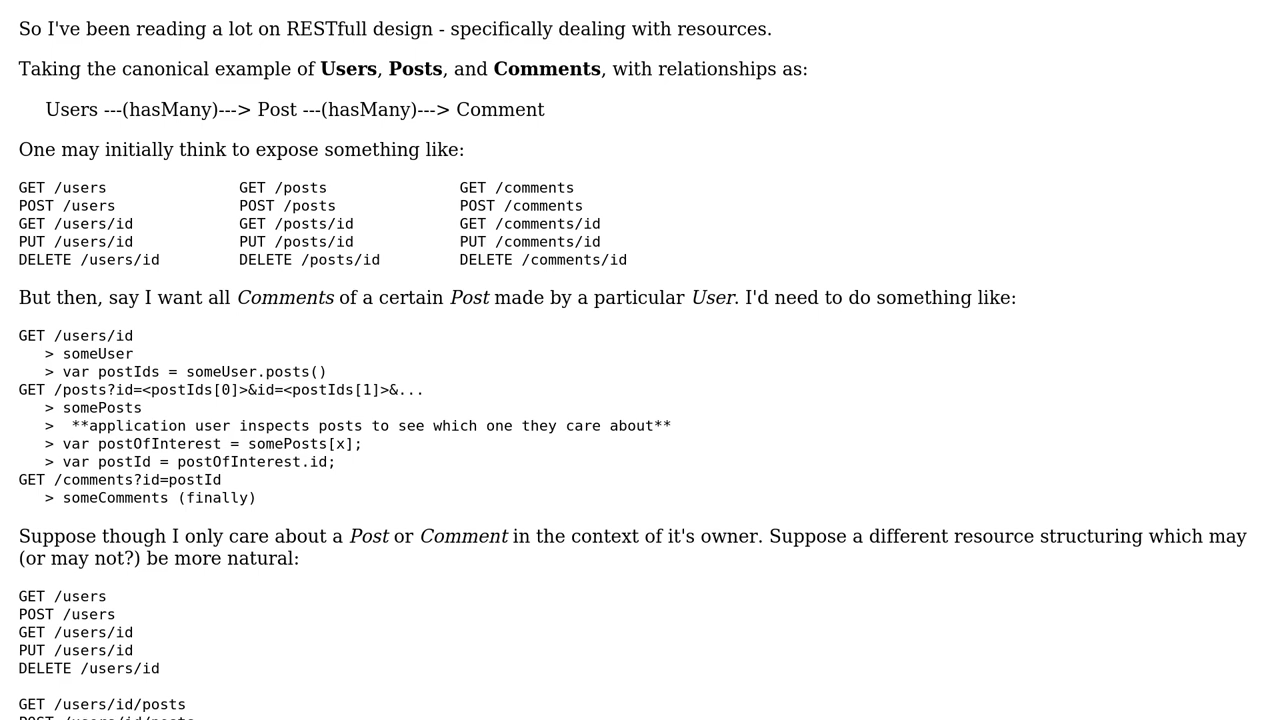 So I've been reading a lot on RESTfull design - specifically dealing with resources.
Taking the canonical example of Users, Posts, and Comments, with relationships as:
Users ---(hasMany)---> Post ---(hasMany)---> Comment
One may initially think to expose something like:
GET /users               GET /posts               GET /comments
POST /users              POST /posts              POST /comments
GET /users/id            GET /posts/id            GET /comments/id
PUT /users/id            PUT /posts/id            PUT /comments/id
DELETE /users/id         DELETE /posts/id         DELETE /comments/id
But then, say I want all Comments of a certain Post made by a particular User. I'd need to do something like:
GET /users/id
   > someUser
   > var postIds = someUser.posts()
GET /posts?id=<postIds[0]>&id=<postIds[1]>&...
   > somePosts
   >  **application user inspects posts to see which one they care about**
   > var postOfInterest = somePosts[x];
   > var postId = postOfInterest.id;
GET /comments?id=postId
   > someComments (finally)
Suppose though I only care about a Post or Comment in the context of it's owner. Suppose a different resource structuring which may
(or may not?) be more natural:
GET /users
POST /users
GET /users/id
PUT /users/id
DELETE /users/id
GET /users/id/posts
POST /users/id/posts